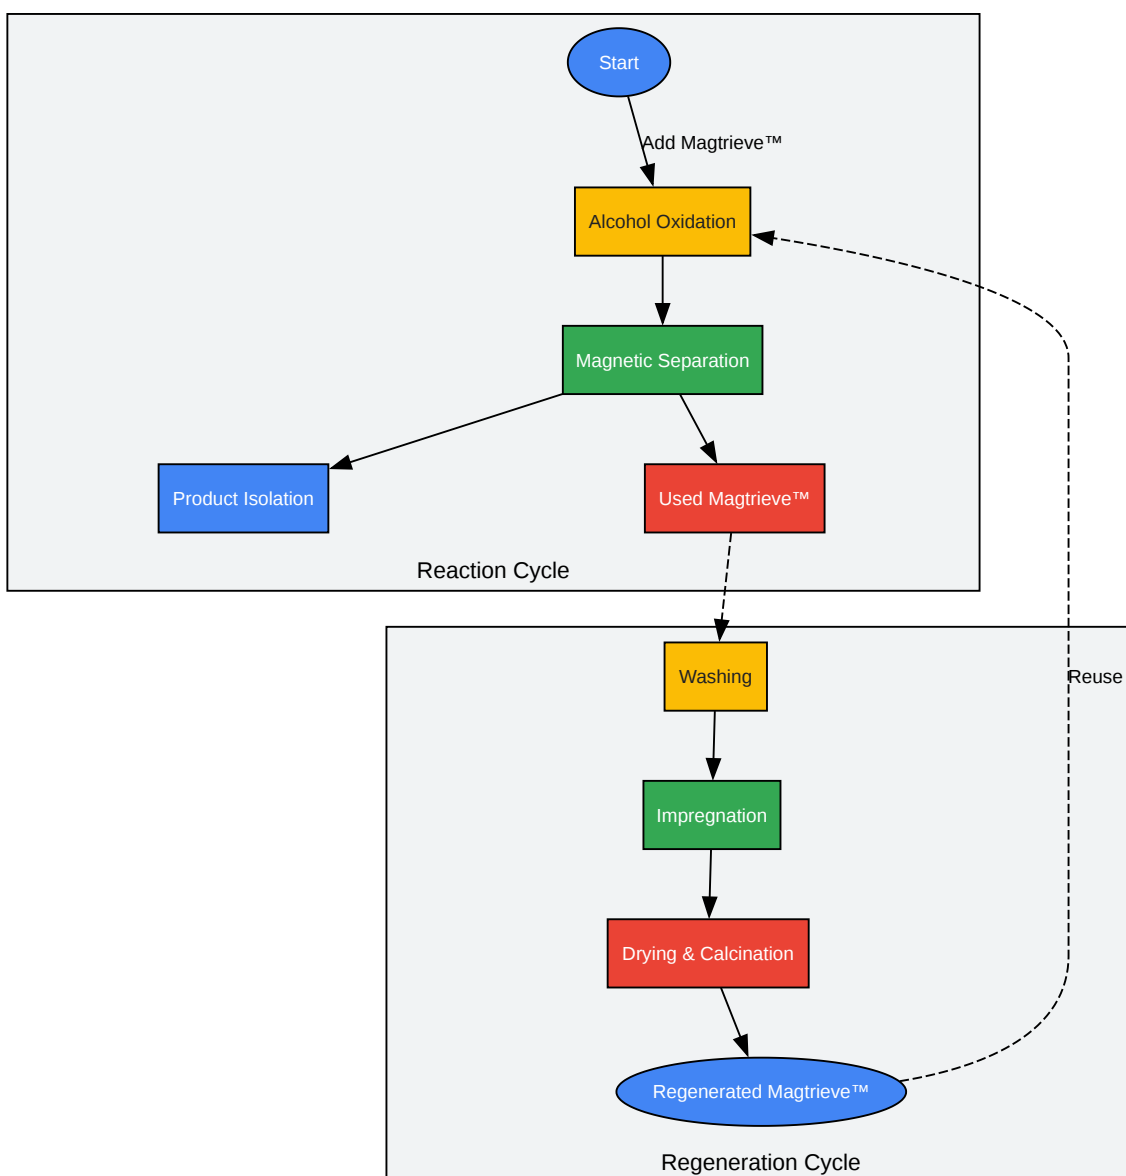 Start
Add Magtrieve™
Alcohol Oxidation
Magnetic Separation
Product Isolation
Used Magtrieve™
Reaction Cycle
Washing
Reuse
Impregnation
Drying & Calcination
Regenerated Magtrieve™
Regeneration Cycle